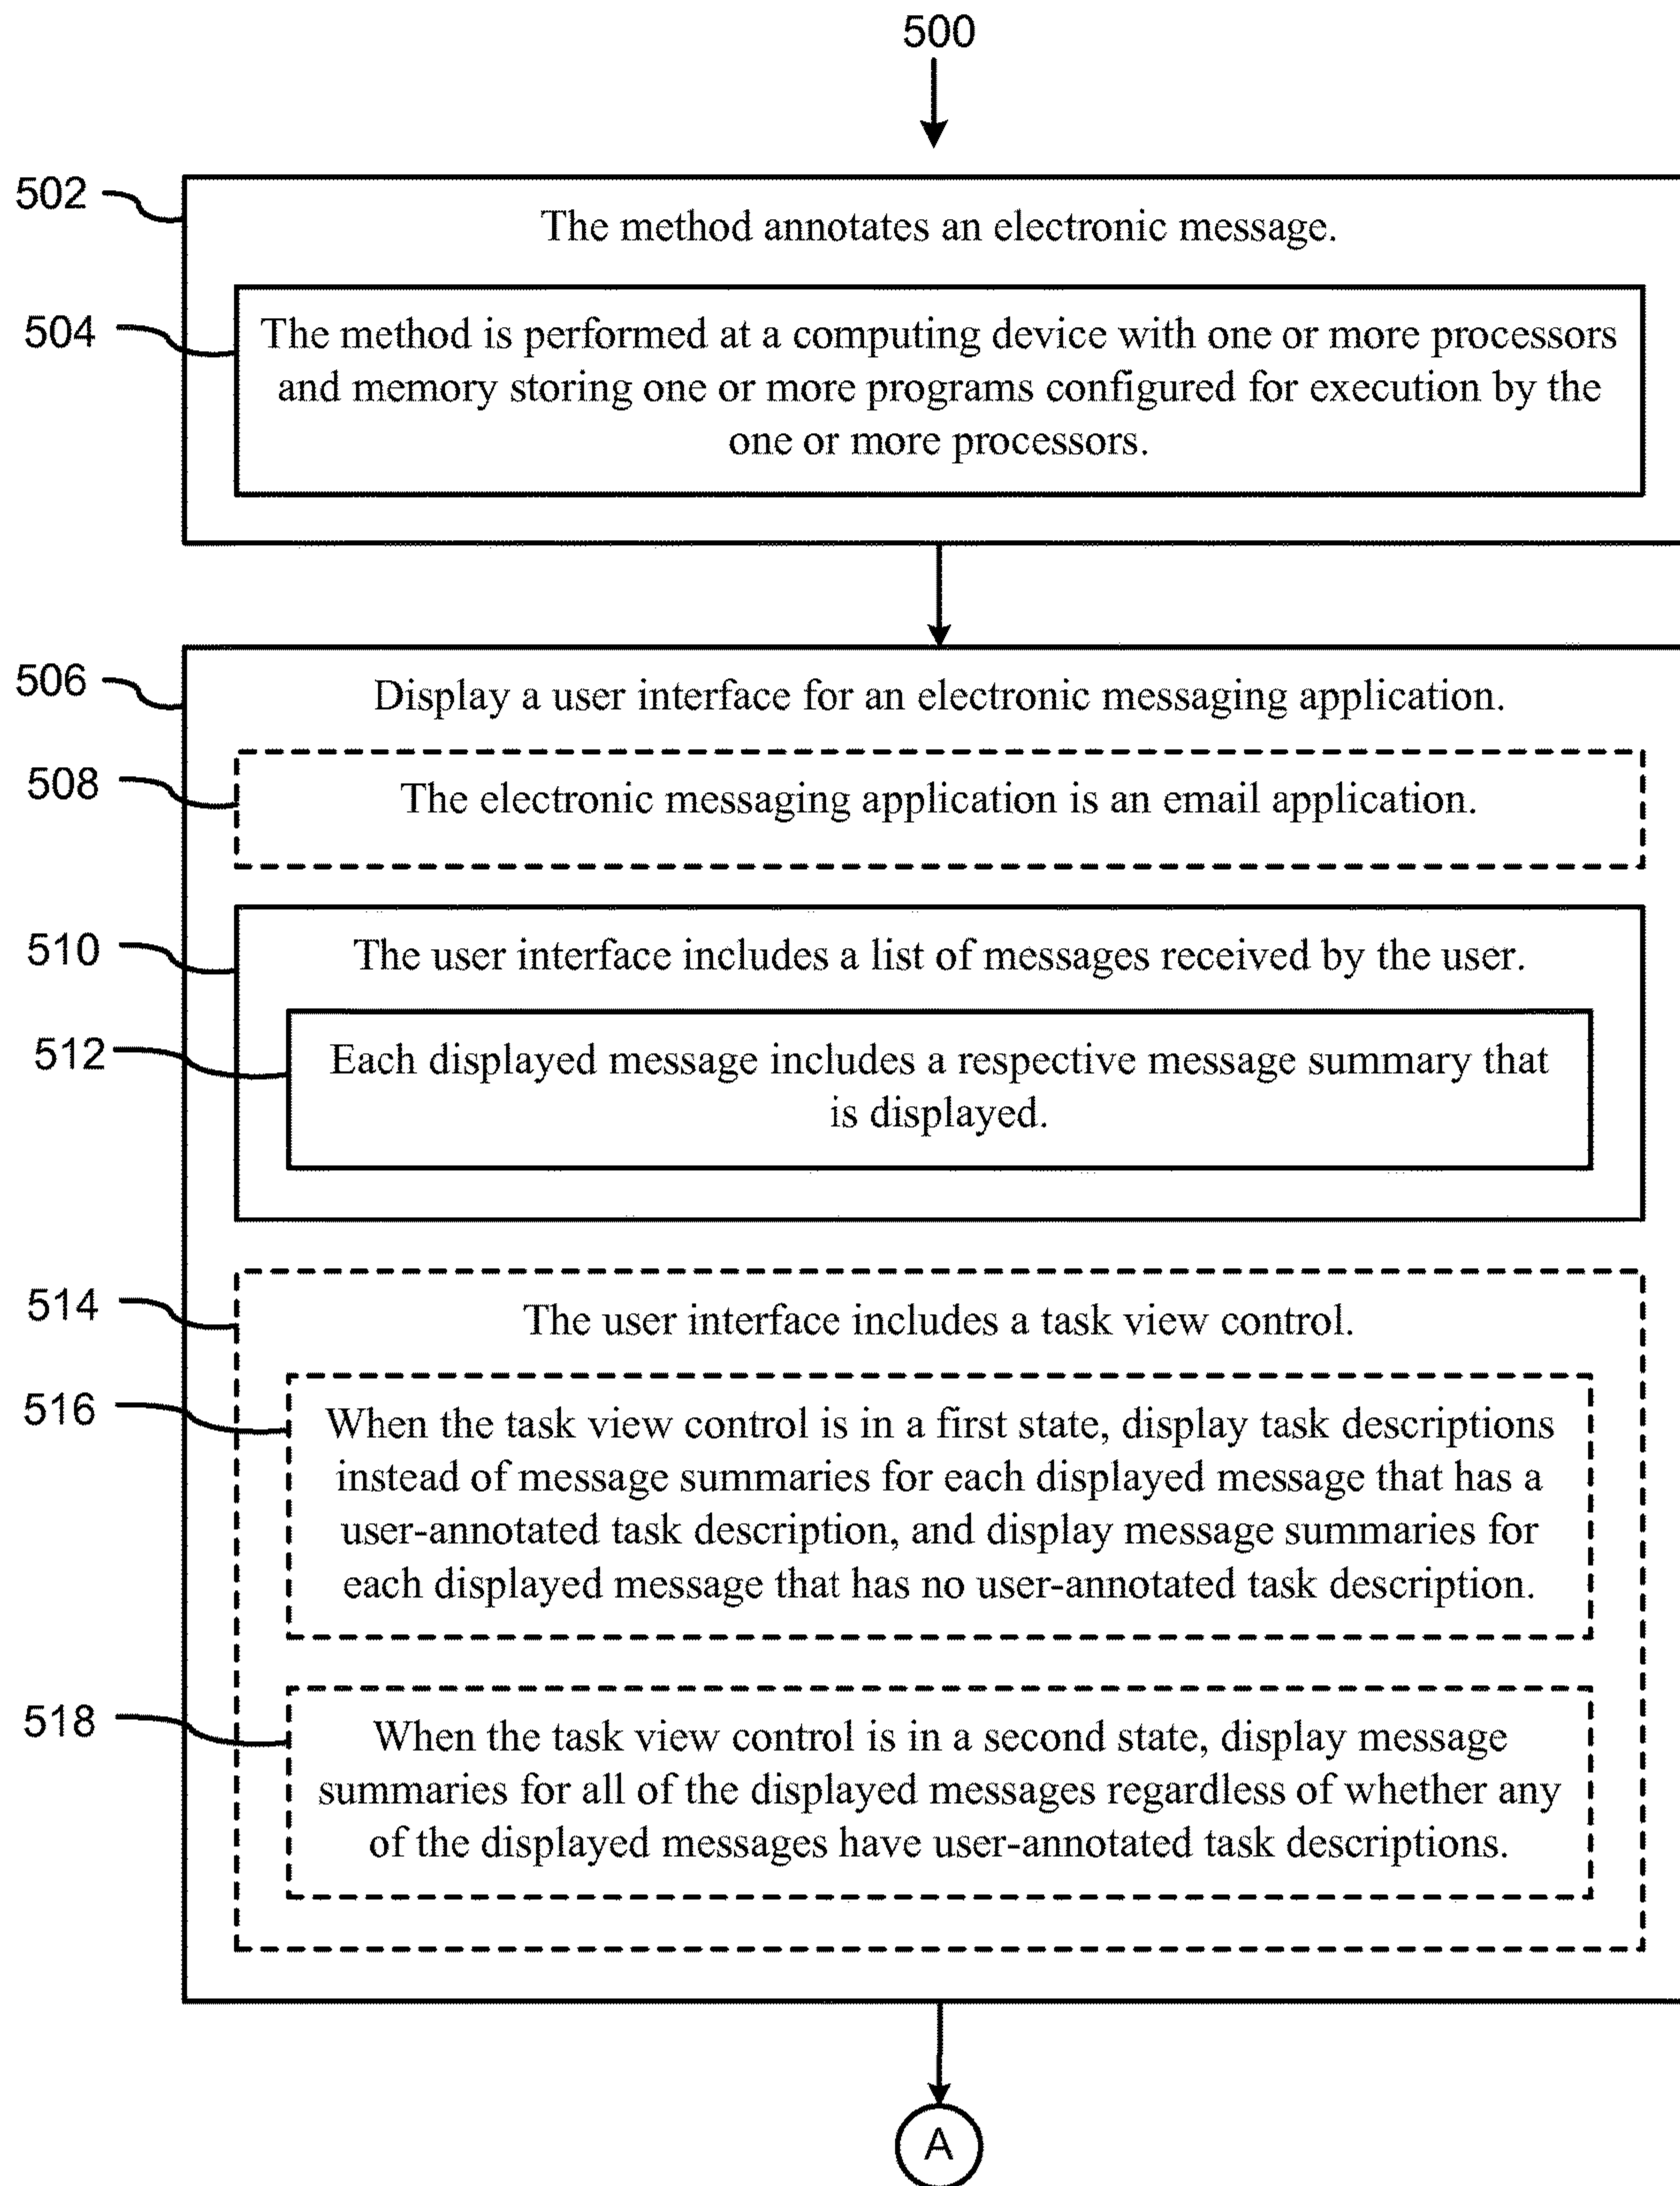 500
502
The method annotates an electronic message.
504
The method is performed at a computing device with one or more processors
and memory storing one or more programs configured for execution by the
one or more processors.
506
Display a user interface for an electronic messaging application.
508
The electronic messaging application is an email application.
510
The user interface includes a list of messages received by the user.
512
Each displayed message includes a respective message summary that
is displayed.
514
The user interface includes a task view control.
516
When the task view control is in a first state, display task descriptions
instead of message summaries for each displayed message that has a
user-annotated task description, and display message summaries for
each displayed message that has no user-annotated task description.
518
When the task view control is in a second state, display message
summaries for all of the displayed messages regardless of whether any
of the displayed messages have user-annotated task descriptions.
A